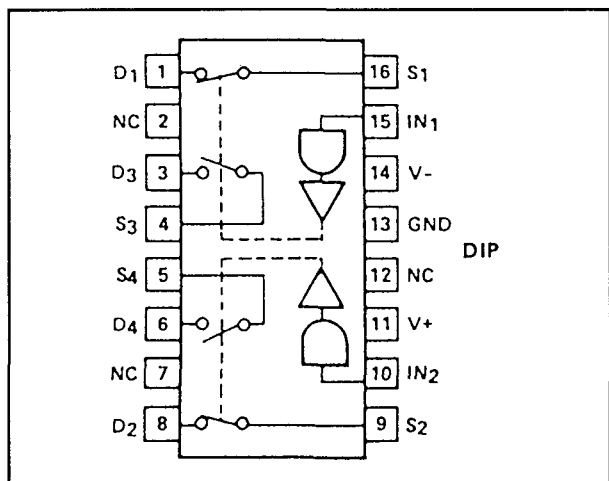 D1 1 16 S1
NC 2 15 IN1
D3 3 14 V-
S3 4 13 GND
DIP
S4 5 12 NC
D4 6 11 V+
NC 7 10 IN2
D2 8 9 S2